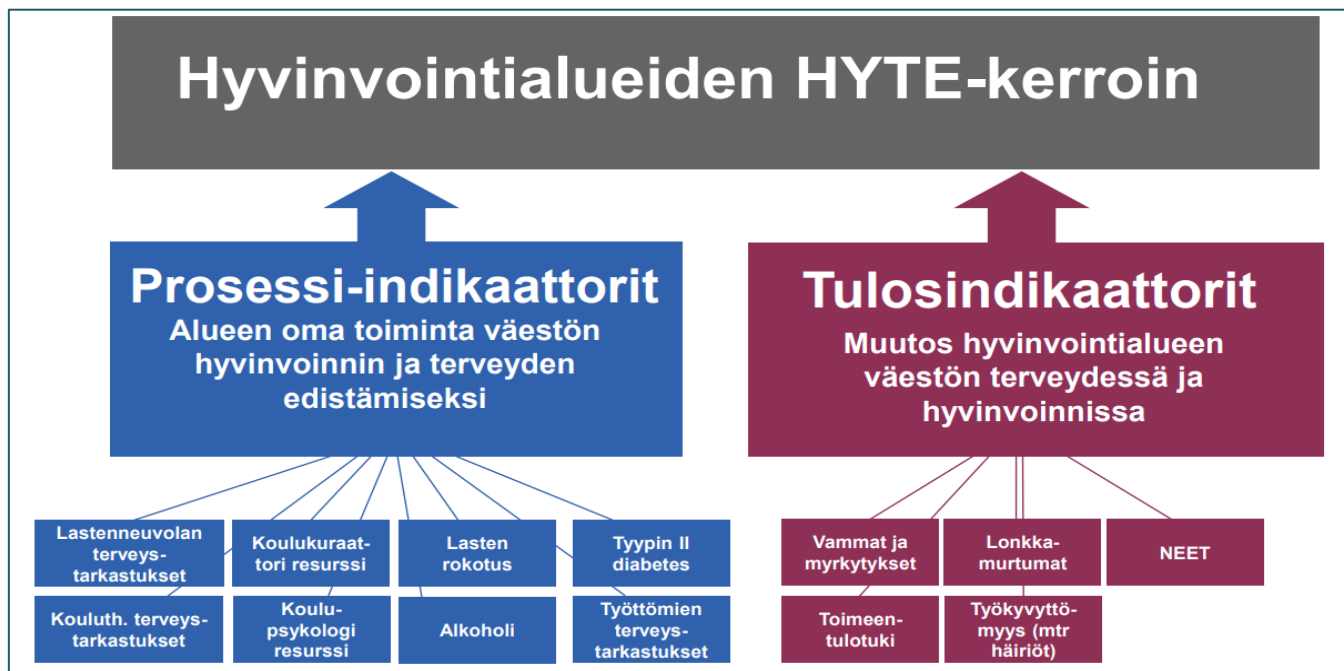 Hyvinvointialueiden HYTE-kerroin
Prosessi-indikaattorit
Alueen oma toiminta väestön
hyvinvoinnin ja terveyden
edistämiseksi
Tulosindikaattorit
Muutos hyvinvointialueen
väestön terveydessä ja
hyvinvoinnissa
Lastenneuvolan
terveys-
tarkastukset
Koulukuraat-
tori resurssi
Lasten
rokotus
Tyypin II
diabetes
Vammat ja
myrkytykset
Lonkka-
murtumat
NEET
Kouluth. terveys-
tarkastukset
Koulu-
psykologi
resurssi
Alkoholi
Työttömien
terveys-
tarkastukset
Toimeen-
tulotuki
Työkyvyttö-
myys (mtr
häiriöt)